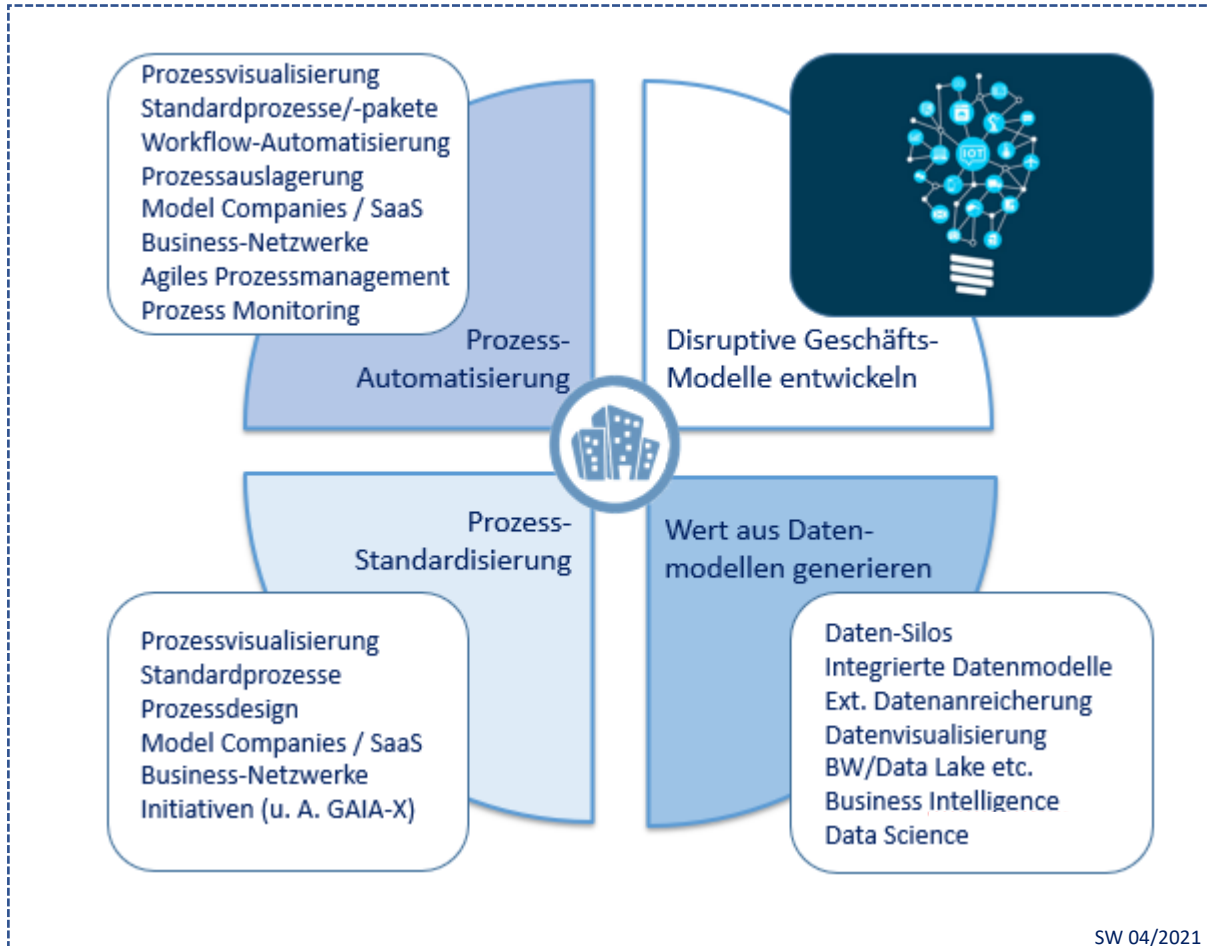 Prozessvisualisierung
Standardprozesse/-pakete
Workflow-Automatisierung
Prozessauslagerung
Model Companies / SaaS
Business-Netzwerke
Agiles Prozessmanagement
Prozess Monitoring
Prozess-
Automatisierung
IOT
Disruptive Geschäfts-
Modelle entwickeln
Prozess-
Standardisierung
Wert aus Daten-
modellen generieren
Prozessvisualisierung
Standardprozesse
Prozessdesign
Model Companies / SaaS
Business-Netzwerke
Initiativen (u. A. GAIA-X)
Daten-Silos
Integrierte Datenmodelle
Ext. Datenanreicherung
Datenvisualisierung
BW/Data Lake etc.
Business Intelligence
Data Science
SW 04/2021